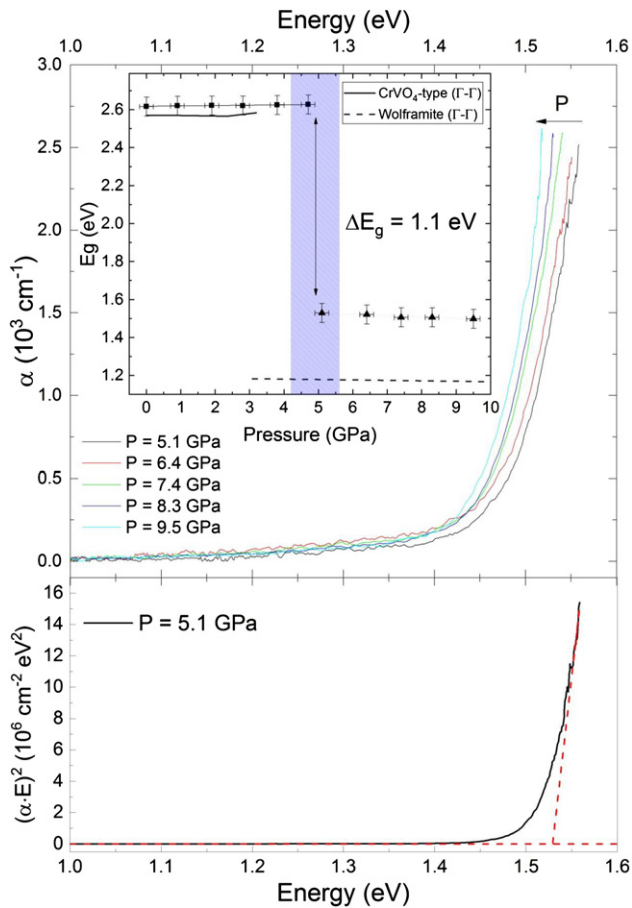 Energy (eV)
1.0 1.1 1.2 1.3 1.4 1.5 1.6
3.0
2.5
2.0
1.5
1.0
0.5
0.0
α (10³ cm⁻¹)
P
2.6
2.4
2.2
2.0
1.8
1.6
1.4
1.2
Eg (eV)
CrVO₄-type (Γ-Γ)
Wolframite (Γ-Γ)
ΔE_g = 1.1 eV
0 1 2 3 4 5 6 7 8 9 10
Pressure (GPa)
P = 5.1 GPa
P = 6.4 GPa
P = 7.4 GPa
P = 8.3 GPa
P = 9.5 GPa
P = 5.1 GPa
16
14
12
10
8
6
4
2
0
(α·E)² (10⁶ cm⁻² eV²)
1.0 1.1 1.2 1.3 1.4 1.5 1.6
Energy (eV)